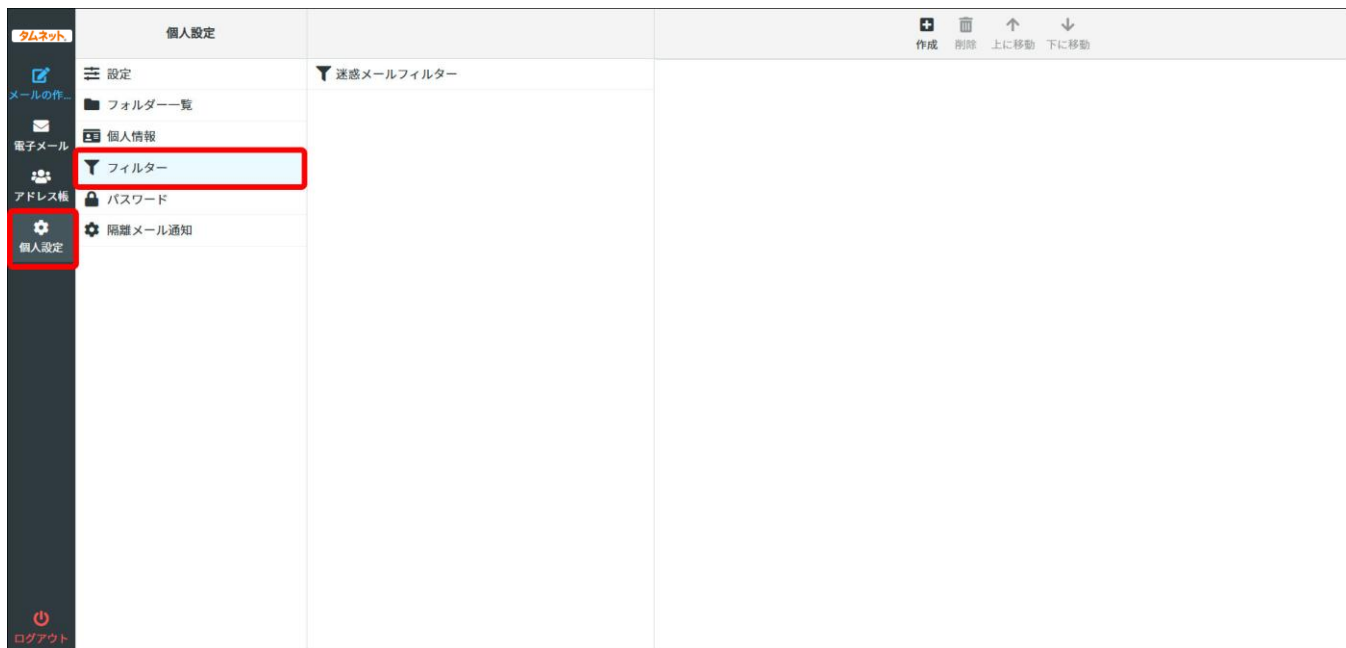 タムネット.
メールの作...
電子メール
アドレス帳
個人設定
ログアウト
個人設定
設定
フォルダー一覧
個人情報
フィルター
パスワード
隔離メール通知
迷惑メールフィルター
作成 削除 上に移動 下に移動